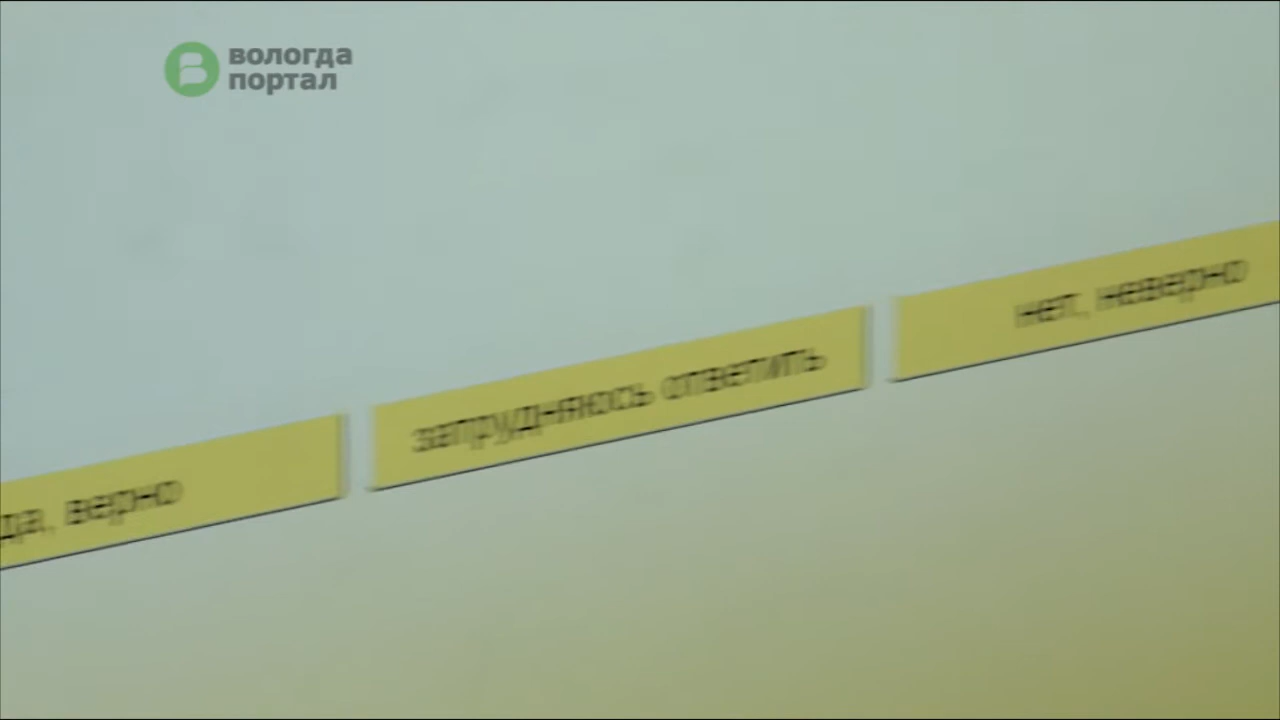 вологда
портал
да, верно
затрудняюсь ответить
нет, неверно